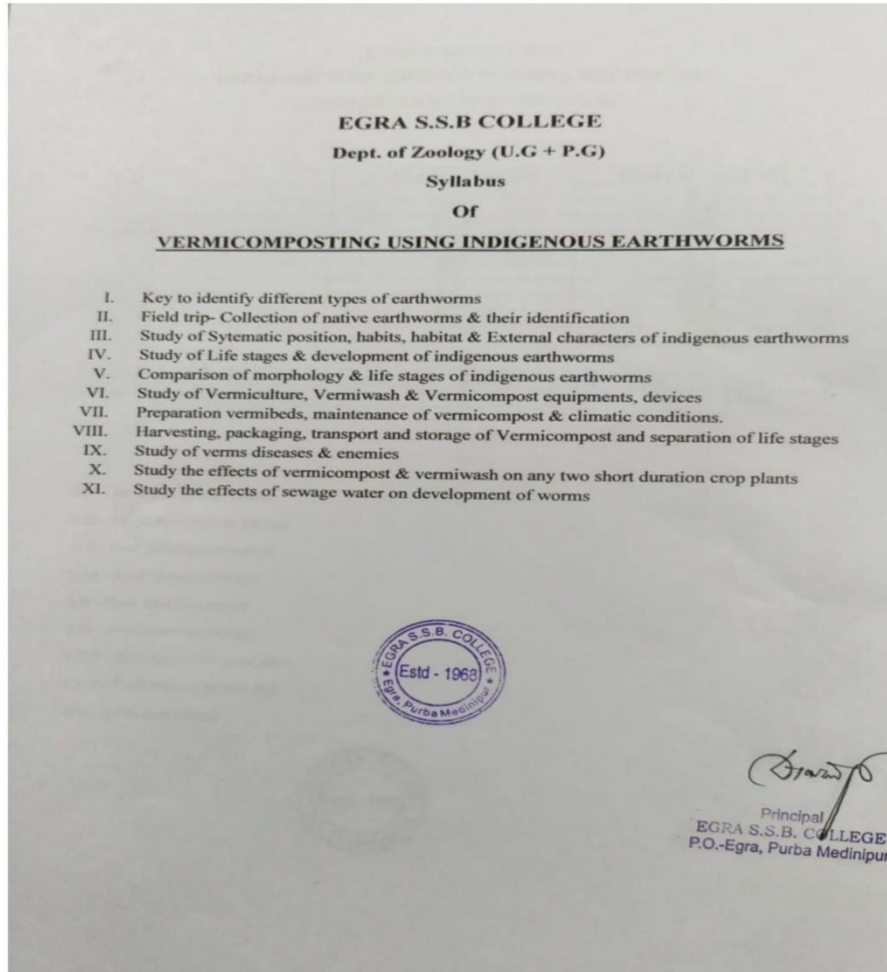 EGRA S.S.B COLLEGE
Dept. of Zoology (U.G + P.G)
Syllabus
Of
VERMICOMPOSTING USING INDIGENOUS EARTHWORMS
I. Key to identify different types of earthworms
II. Field trip- Collection of native earthworms & their identification
III. Study of Sytematic position, habits, habitat & External characters of indigenous earthworms
IV. Study of Life stages & development of indigenous earthworms
V. Comparison of morphology & life stages of indigenous earthworms
VI. Study of Vermiculture, Vermiwash & Vermicompost equipments, devices
VII. Preparation vermibeds, maintenance of vermicompost & climatic conditions.
VIII. Harvesting, packaging, transport and storage of Vermicompost and separation of life stages
IX. Study of verms diseases & enemies
X. Study the effects of vermicompost & vermiwash on any two short duration crop plants
XI. Study the effects of sewage water on development of worms
EGRA S.S.B. COLLEGE
Estd - 1968
Egra, Purba Medinipur
Principal
EGRA S.S.B. COLLEGE
P.O.-Egra, Purba Medinipur